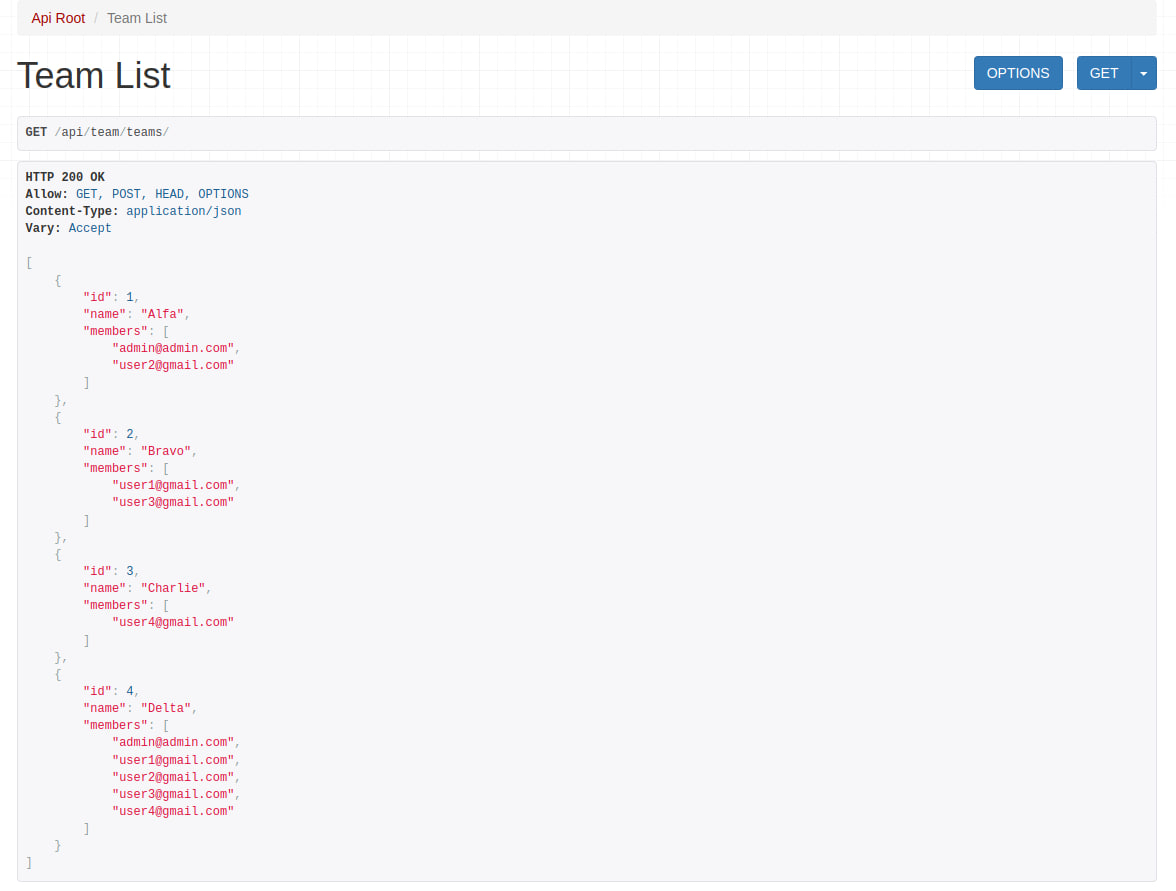 Api Root / Team List
Team List
OPTIONS GET
GET /api/team/teams/
HTTP 200 OK
Allow: GET, POST, HEAD, OPTIONS
Content-Type: application/json
Vary: Accept
[
    {
        "id": 1,
        "name": "Alfa",
        "members": [
            "admin@admin.com",
            "user2@gmail.com"
        ]
    },
    {
        "id": 2,
        "name": "Bravo",
        "members": [
            "user1@gmail.com",
            "user3@gmail.com"
        ]
    },
    {
        "id": 3,
        "name": "Charlie",
        "members": [
            "user4@gmail.com"
        ]
    },
    {
        "id": 4,
        "name": "Delta",
        "members": [
            "admin@admin.com",
            "user1@gmail.com",
            "user2@gmail.com",
            "user3@gmail.com",
            "user4@gmail.com"
        ]
    }
]